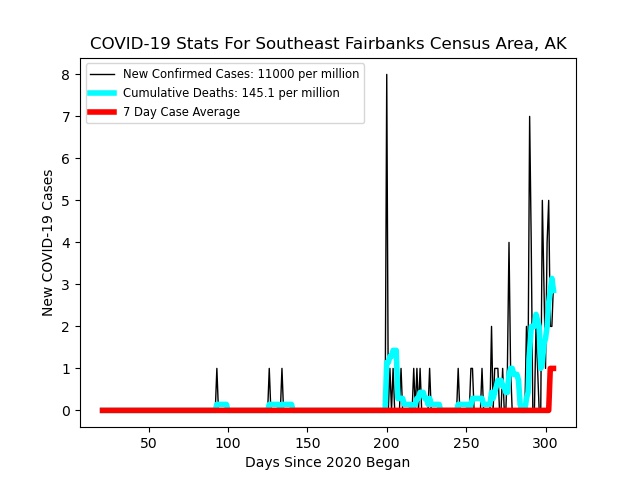 COVID-19 Stats For Southeast Fairbanks Census Area, AK
New Confirmed Cases: 11000 per million
Cumulative Deaths: 145.1 per million
7 Day Case Average
New COVID-19 Cases
8
7
6
5
4
3
2
1
0
50 100 150 200 250 300
Days Since 2020 Began